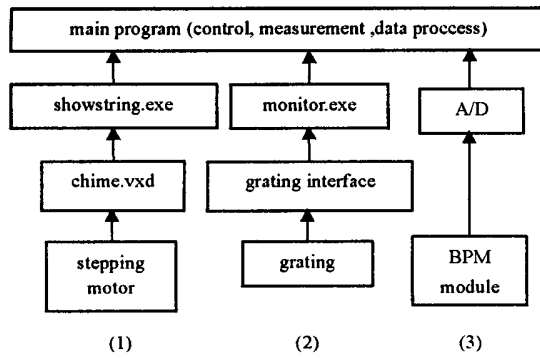 main program (control, measurement ,data proccess)
showstring.exe
monitor.exe
A/D
chime.vxd
grating interface
stepping
motor
grating
BPM
module
(1)
(2)
(3)